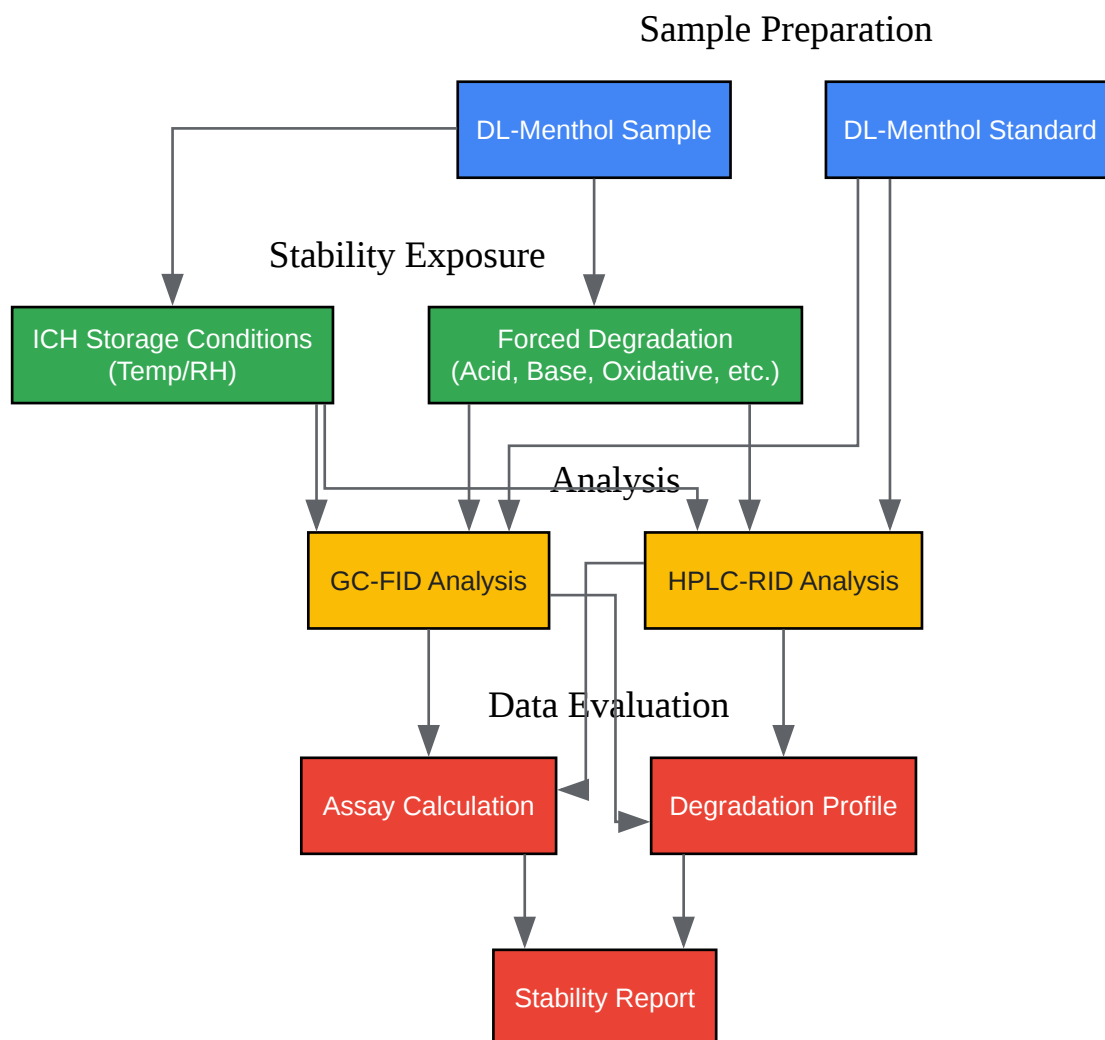 Sample Preparation
DL-Menthol Sample
DL-Menthol Standard
Stability Exposure
ICH Storage Conditions
(Temp/RH)
Forced Degradation
(Acid, Base, Oxidative, etc.)
Analysis
GC-FID Analysis
HPLC-RID Analysis
Data Evaluation
Assay Calculation
Degradation Profile
Stability Report